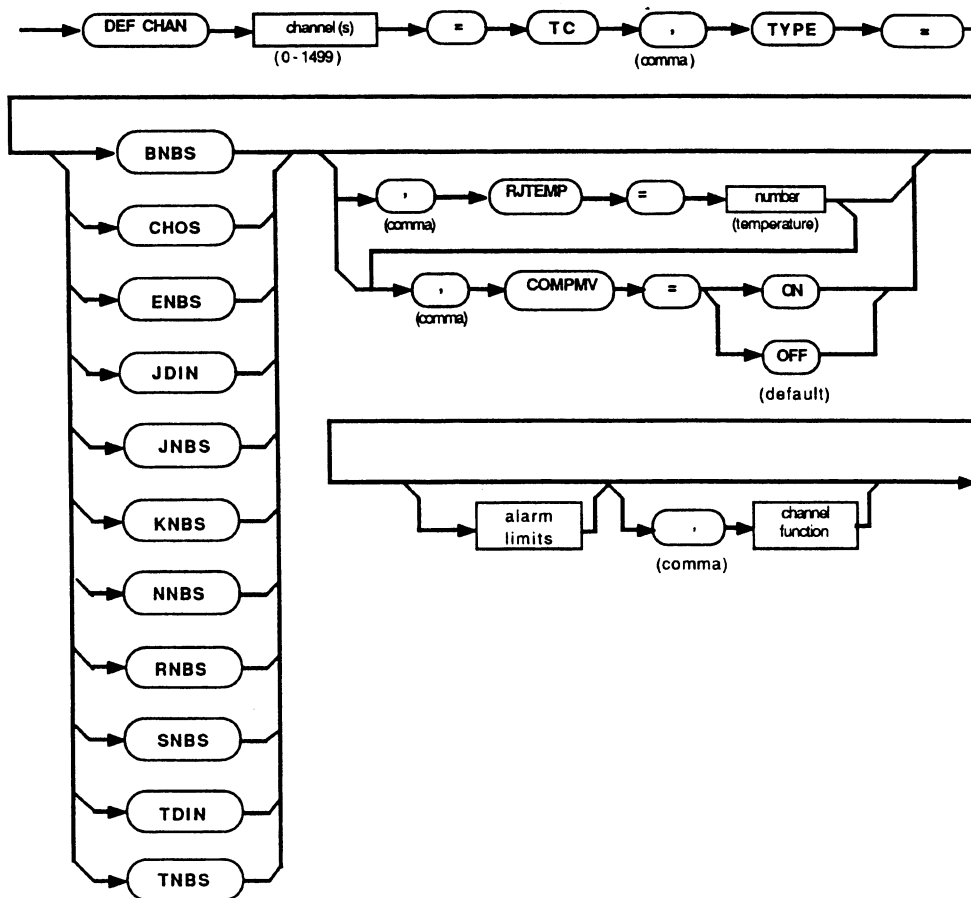 DEF CHAN channel(s) = TC , TYPE =
(0 - 1499) (comma)
BNBS
, RJTEMP = number
(comma) (temperature)
CHOS
, COMPMV = ON
(comma)
ENBS
OFF
(default)
JDIN
JNBS
KNBS
alarm
limits
, channel
function
(comma)
NNBS
RNBS
SNBS
TDIN
TNBS